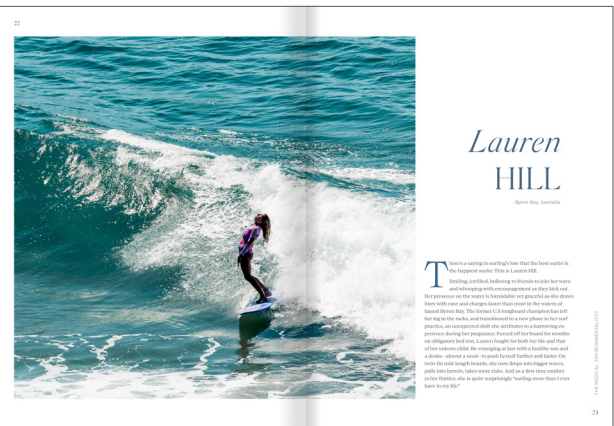 22
Lauren
HILL
Byron Bay, Australia
There's a saying in surfing's lore that the best surfer is
the happiest surfer. This is Lauren Hill.
Smiling, joyfilled, hollering to friends to join her wave
and whooping with encouragement as they kick out.
Her presence on the water is formidable yet graceful as she draws
lines with ease and charges faster than most in the waters of
famed Byron Bay. The former US longboard champion has left
her log in the racks, and transitioned to a new phase in her surf
practice, an unexpected shift she attributes to a harrowing ex-
perience during her pregnancy. Forced off her board for months
on obligatory bed rest, Lauren fought for both her life and that
of her unborn child. Re-emerging at last with a healthy son and
a desire—almost a need—to push herself further and faster. On
twin-fin mid-length boards, she now drops into bigger waves,
pulls into barrels, takes more risks. And as a first-time mother
in her thirties, she is quite surprisingly "surfing more than I ever
have in my life."
THE RADICAL ENVIRONMENTALISTS
23